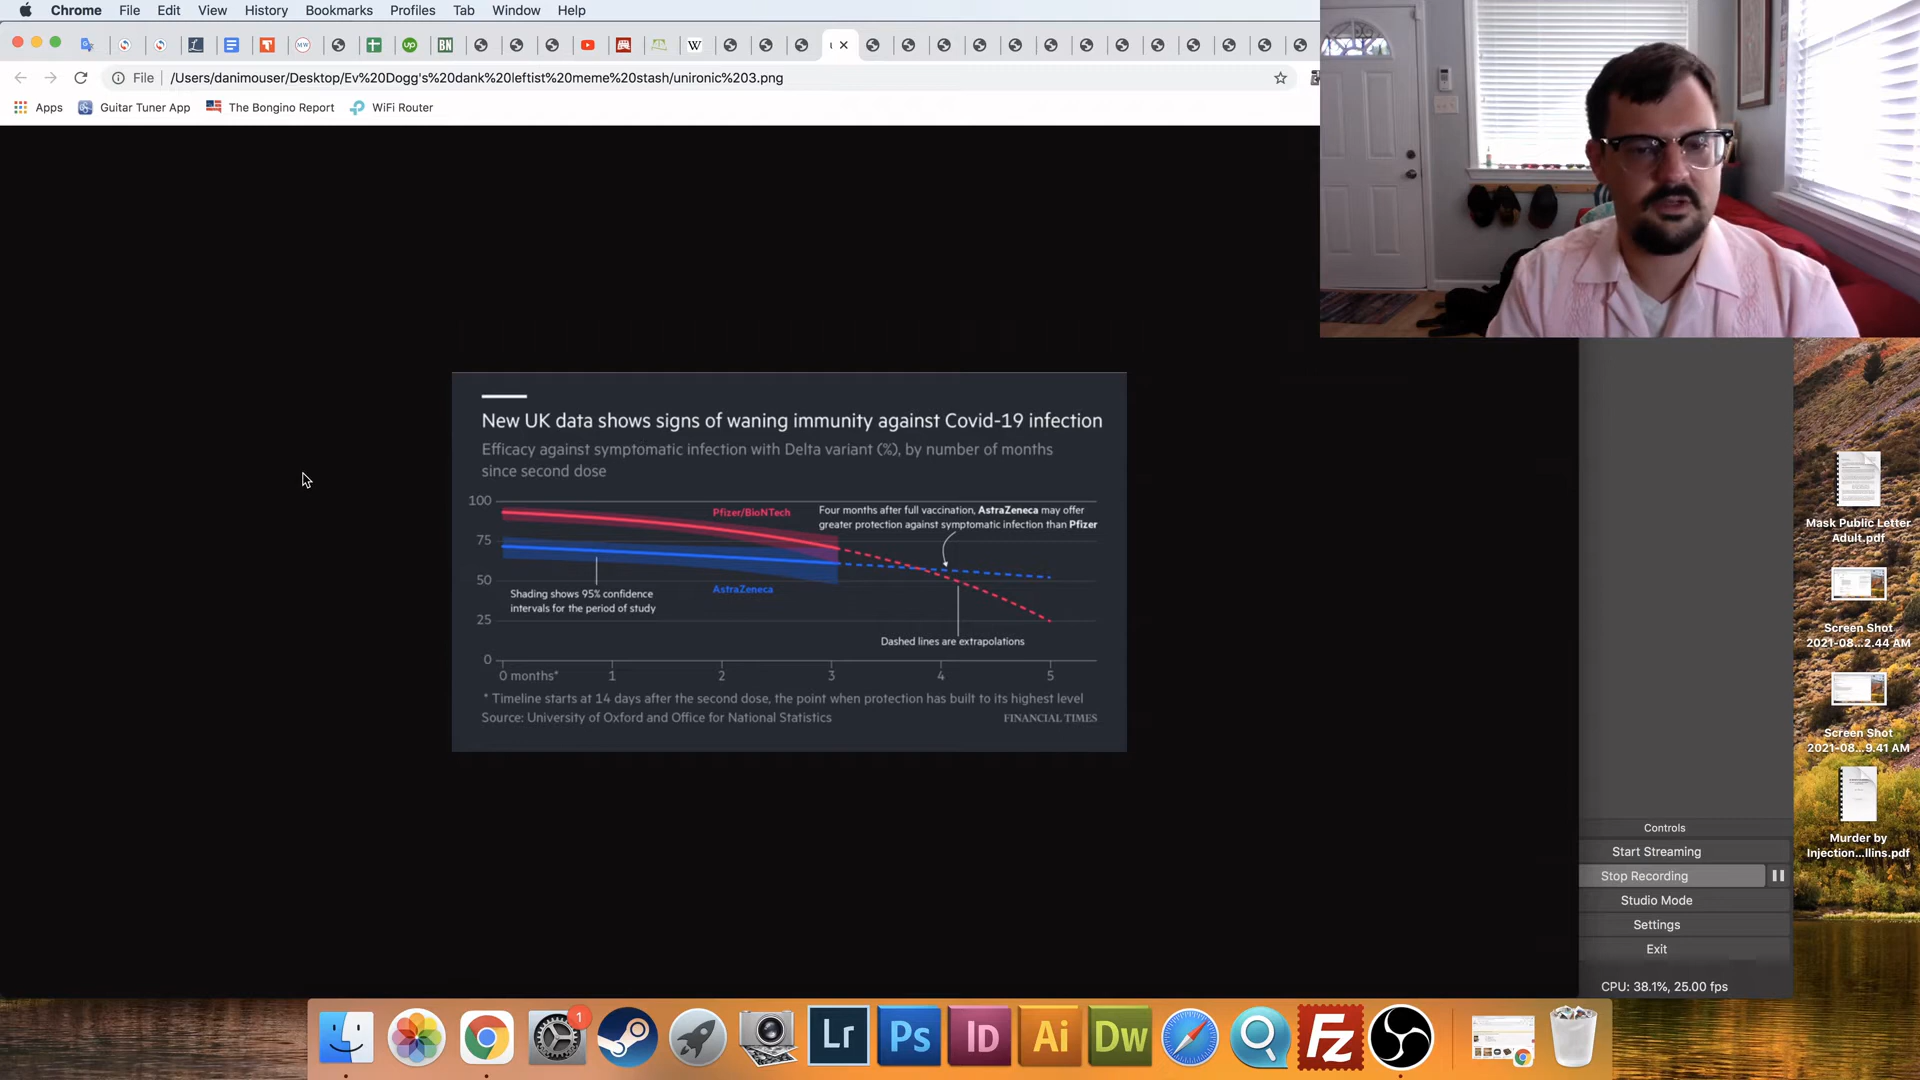 Chrome File Edit View History Bookmarks Profiles Tab Window Help
File /Users/danimouser/Desktop/Ev%20Dogg's%20dank%20leftist%20meme%20stash/unironic%203.png
Apps Guitar Tuner App The Bongino Report WiFi Router
New UK data shows signs of waning immunity against Covid-19 infection
Efficacy against symptomatic infection with Delta variant (%), by number of months
since second dose
100
75
50
25
0
Pfizer/BioNTech
Four months after full vaccination, AstraZeneca may offer
greater protection against symptomatic infection than Pfizer
AstraZeneca
Shading shows 95% confidence
intervals for the period of study
Dashed lines are extrapolations
0 months* 1 2 3 4 5
* Timeline starts at 14 days after the second dose, the point when protection has built to its highest level
Source: University of Oxford and Office for National Statistics
FINANCIAL TIMES
Mask Public Letter
Adult.pdf
Screen Shot
2021-08...2.44 AM
Screen Shot
2021-08...9.41 AM
Murder by
Injection...llins.pdf
Controls
Start Streaming
Stop Recording
Studio Mode
Settings
Exit
CPU: 38.1%, 25.00 fps
1
Lr
Ps
Id
Ai
Dw
Fz